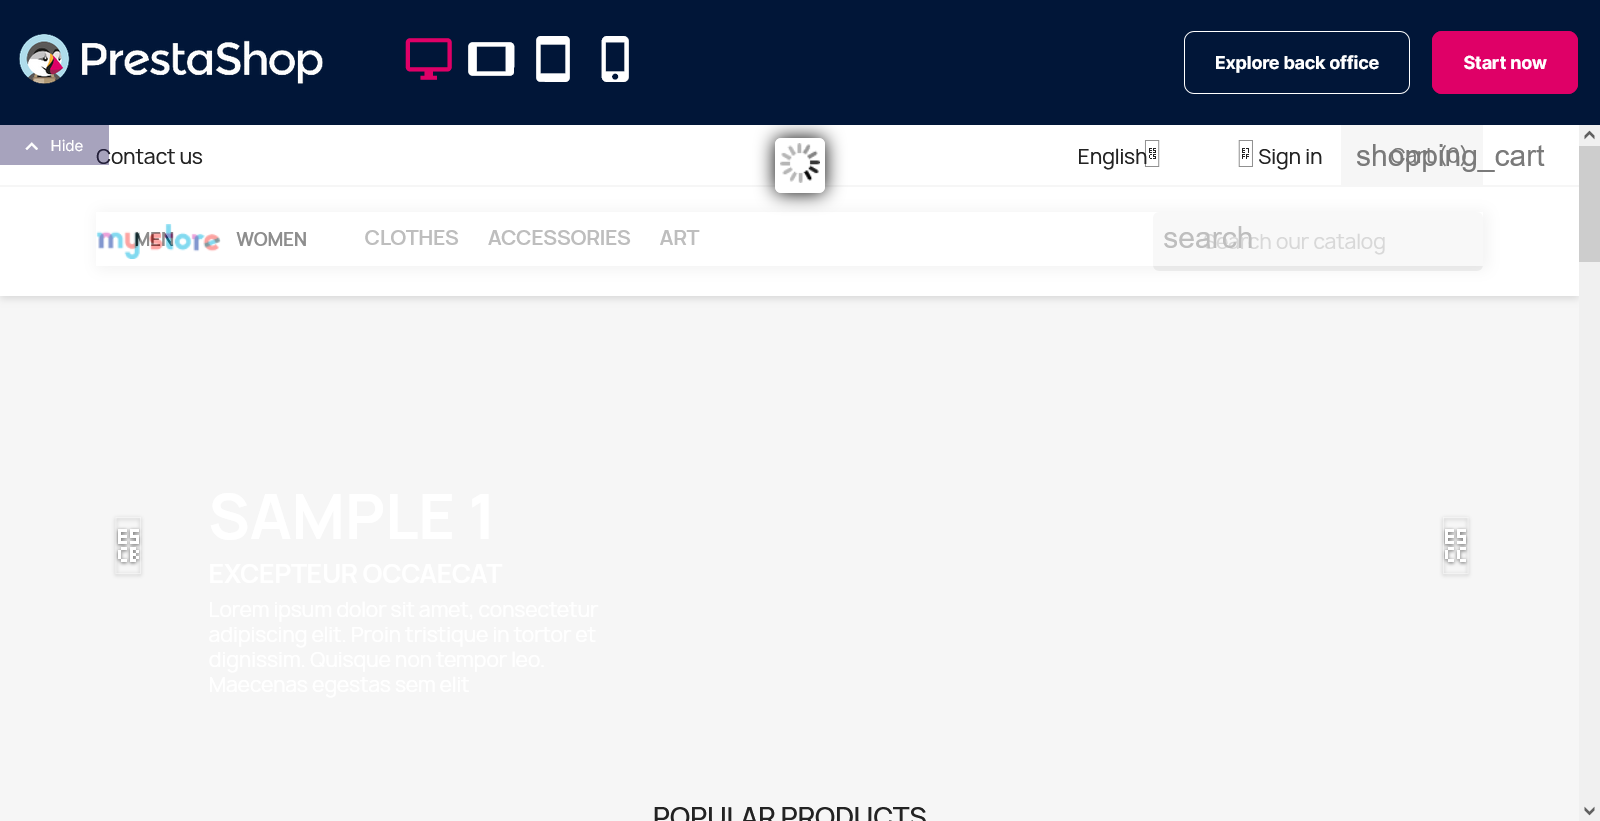 PrestaShop
Explore back office
Start now
Hide
Contact us
English
Sign in
shopping_cart
Cart (0)
my store
MEN
WOMEN
CLOTHES
ACCESSORIES
ART
search
Search our catalog
SAMPLE 1
EXCEPTEUR OCCAECAT
Lorem ipsum dolor sit amet, consectetur
adipiscing elit. Proin tristique in tortor et
dignissim. Quisque non tempor leo.
Maecenas egestas sem elit
POPULAR PRODUCTS